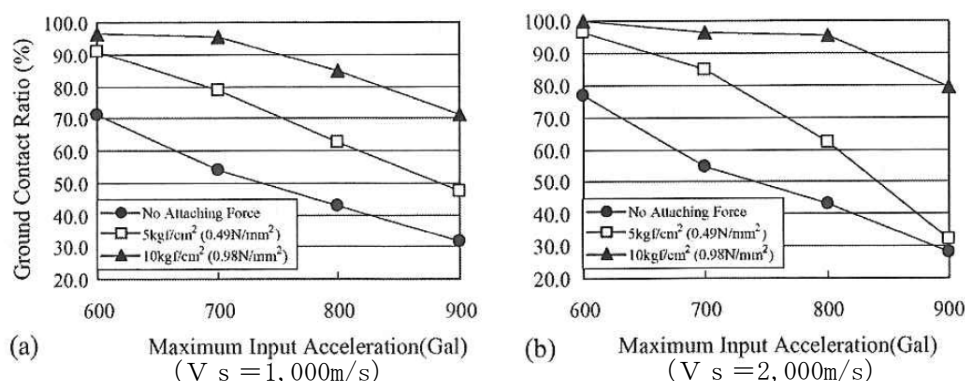 Ground Contact Ratio (%)
100.0
90.0
80.0
70.0
60.0
50.0
40.0
30.0
20.0
No Attaching Force
5kgf/cm² (0.49N/mm²)
10kgf/cm² (0.98N/mm²)
600 700 800 900
(a) Maximum Input Acceleration(Gal)
(Ｖｓ＝1,000m/s)
100.0
90.0
80.0
70.0
60.0
50.0
40.0
30.0
20.0
No Attaching Force
5kgf/cm² (0.49N/mm²)
10kgf/cm² (0.98N/mm²)
600 700 800 900
(b) Maximum Input Acceleration(Gal)
(Ｖｓ＝2,000m/s)